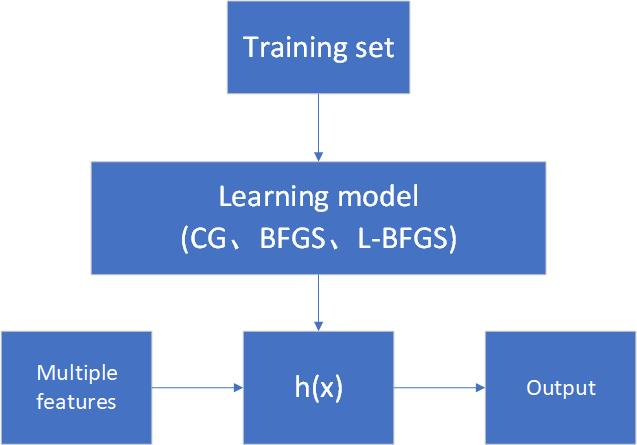 Training set
Learning model
(CG、BFGS、L-BFGS)
Multiple
features
h(x)
Output